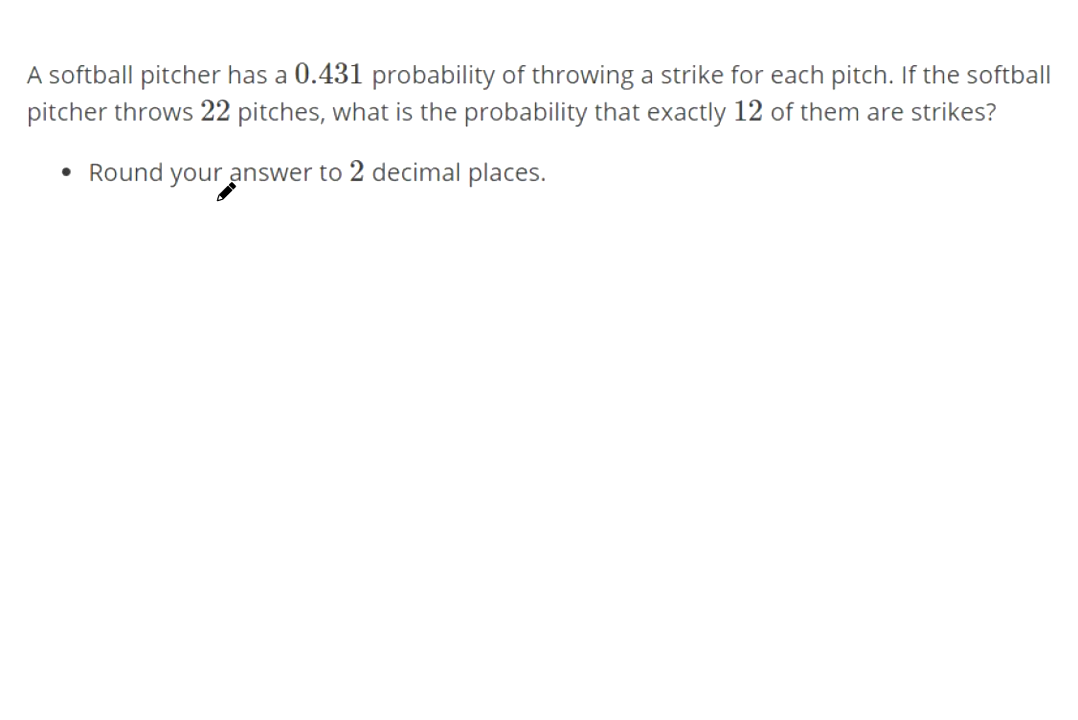 A softball pitcher has a 0.431 probability of throwing a strike for each pitch. If the softball
pitcher throws 22 pitches, what is the probability that exactly 12 of them are strikes?
• Round your answer to 2 decimal places.